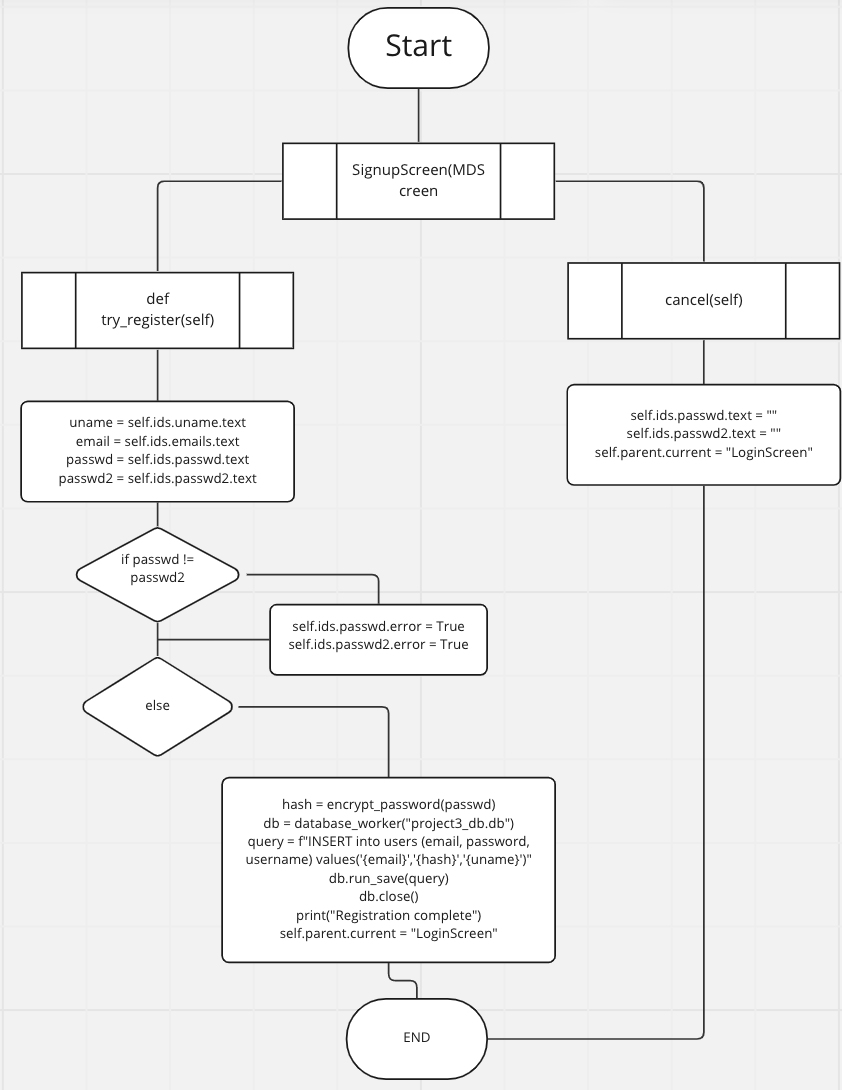 Start
SignupScreen(MDS
creen
def
try_register(self)
cancel(self)
uname = self.ids.uname.text
email = self.ids.emails.text
passwd = self.ids.passwd.text
passwd2 = self.ids.passwd2.text
self.ids.passwd.text = ""
self.ids.passwd2.text = ""
self.parent.current = "LoginScreen"
if passwd !=
passwd2
self.ids.passwd.error = True
self.ids.passwd2.error = True
else
hash = encrypt_password(passwd)
db = database_worker("project3_db.db")
query = f"INSERT into users (email, password,
username) values('{email}','{hash}','{uname}')"
db.run_save(query)
db.close()
print("Registration complete")
self.parent.current = "LoginScreen"
END